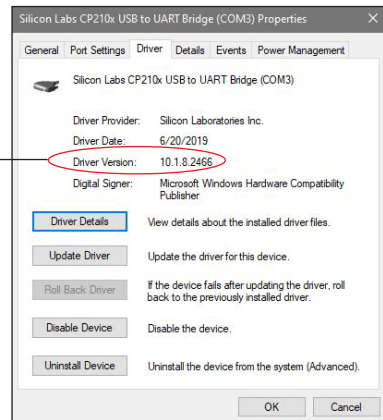 Silicon Labs CP210x USB to UART Bridge (COM3) Properties
General Port Settings Driver Details Events Power Management
Silicon Labs CP210x USB to UART Bridge (COM3)
Driver Provider: Silicon Laboratories Inc.
Driver Date: 6/20/2019
Driver Version: 10.1.8.2466
Digital Signer: Microsoft Windows Hardware Compatibility
Publisher
Driver Details View details about the installed driver files.
Update Driver Update the driver for this device.
Roll Back Driver If the device fails after updating the driver, roll
back to the previously installed driver.
Disable Device Disable the device.
Uninstall Device Uninstall the device from the system (Advanced).
OK Cancel